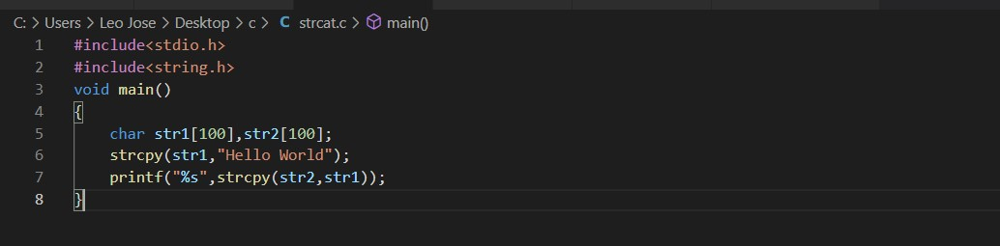 C: > Users > Leo Jose > Desktop > c > C strcat.c > main()
1 #include<stdio.h>
2 #include<string.h>
3 void main()
4 {
5 char str1[100],str2[100];
6 strcpy(str1,"Hello World");
7 printf("%s",strcpy(str2,str1));
8 }